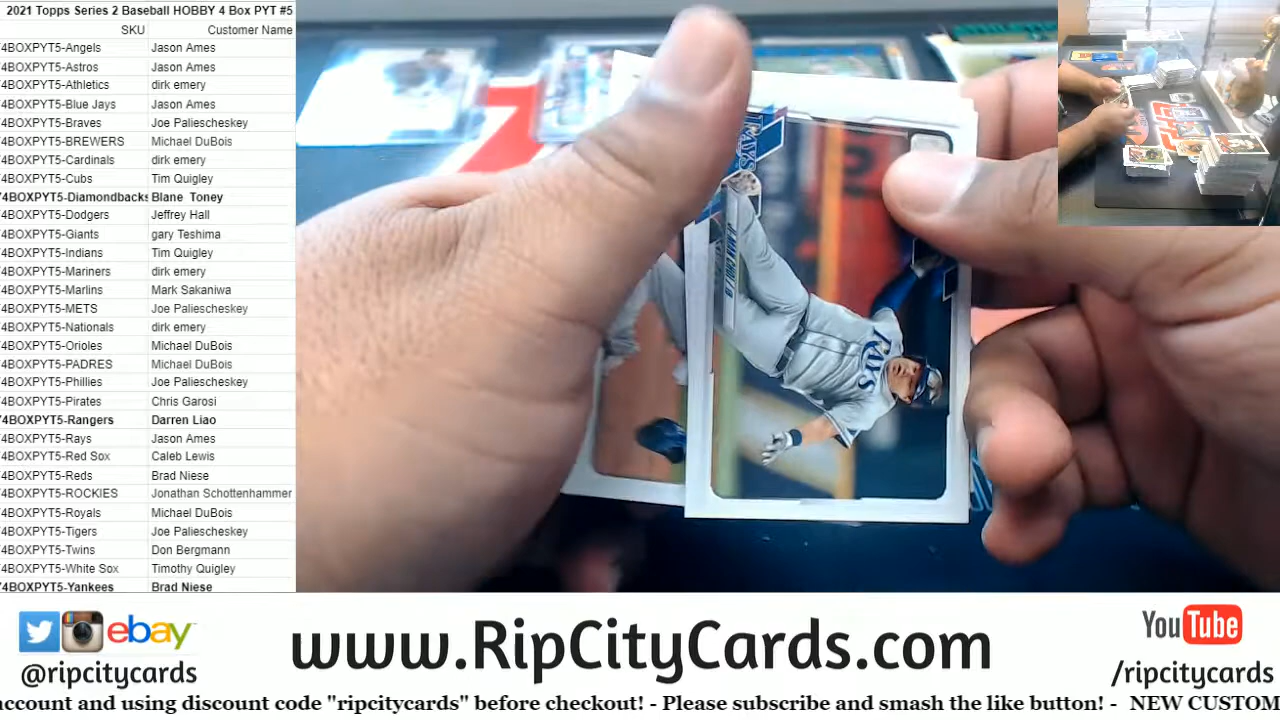 2021 Topps Series 2 Baseball HOBBY 4 Box PYT #5
SKU Customer Name
4BOXPYT5-Angels Jason Ames
4BOXPYT5-Astros Jason Ames
4BOXPYT5-Athletics dirk emery
4BOXPYT5-Blue Jays Jason Ames
4BOXPYT5-Braves Joe Paliescheskey
4BOXPYT5-BREWERS Michael DuBois
4BOXPYT5-Cardinals dirk emery
4BOXPYT5-Cubs Tim Quigley
4BOXPYT5-Diamondbacks Blane Toney
4BOXPYT5-Dodgers Jeffrey Hall
4BOXPYT5-Giants gary Teshima
4BOXPYT5-Indians Tim Quigley
4BOXPYT5-Mariners dirk emery
4BOXPYT5-Marlins Mark Sakaniwa
4BOXPYT5-METS Joe Paliescheskey
4BOXPYT5-Nationals dirk emery
4BOXPYT5-Orioles Michael DuBois
4BOXPYT5-PADRES Michael DuBois
4BOXPYT5-Phillies Joe Paliescheskey
4BOXPYT5-Pirates Chris Garosi
4BOXPYT5-Rangers Darren Liao
4BOXPYT5-Rays Jason Ames
4BOXPYT5-Red Sox Caleb Lewis
4BOXPYT5-Reds Brad Niese
4BOXPYT5-ROCKIES Jonathan Schottenhammer
4BOXPYT5-Royals Michael DuBois
4BOXPYT5-Tigers Joe Paliescheskey
4BOXPYT5-Twins Don Bergmann
4BOXPYT5-White Sox Timothy Quigley
4BOXPYT5-Yankees Brad Niese
RAYS
RAYS
ebay
@ripcitycards
www.RipCityCards.com
YouTube
/ripcitycards
account and using discount code "ripcitycards" before checkout! - Please subscribe and smash the like button! - NEW CUSTOM